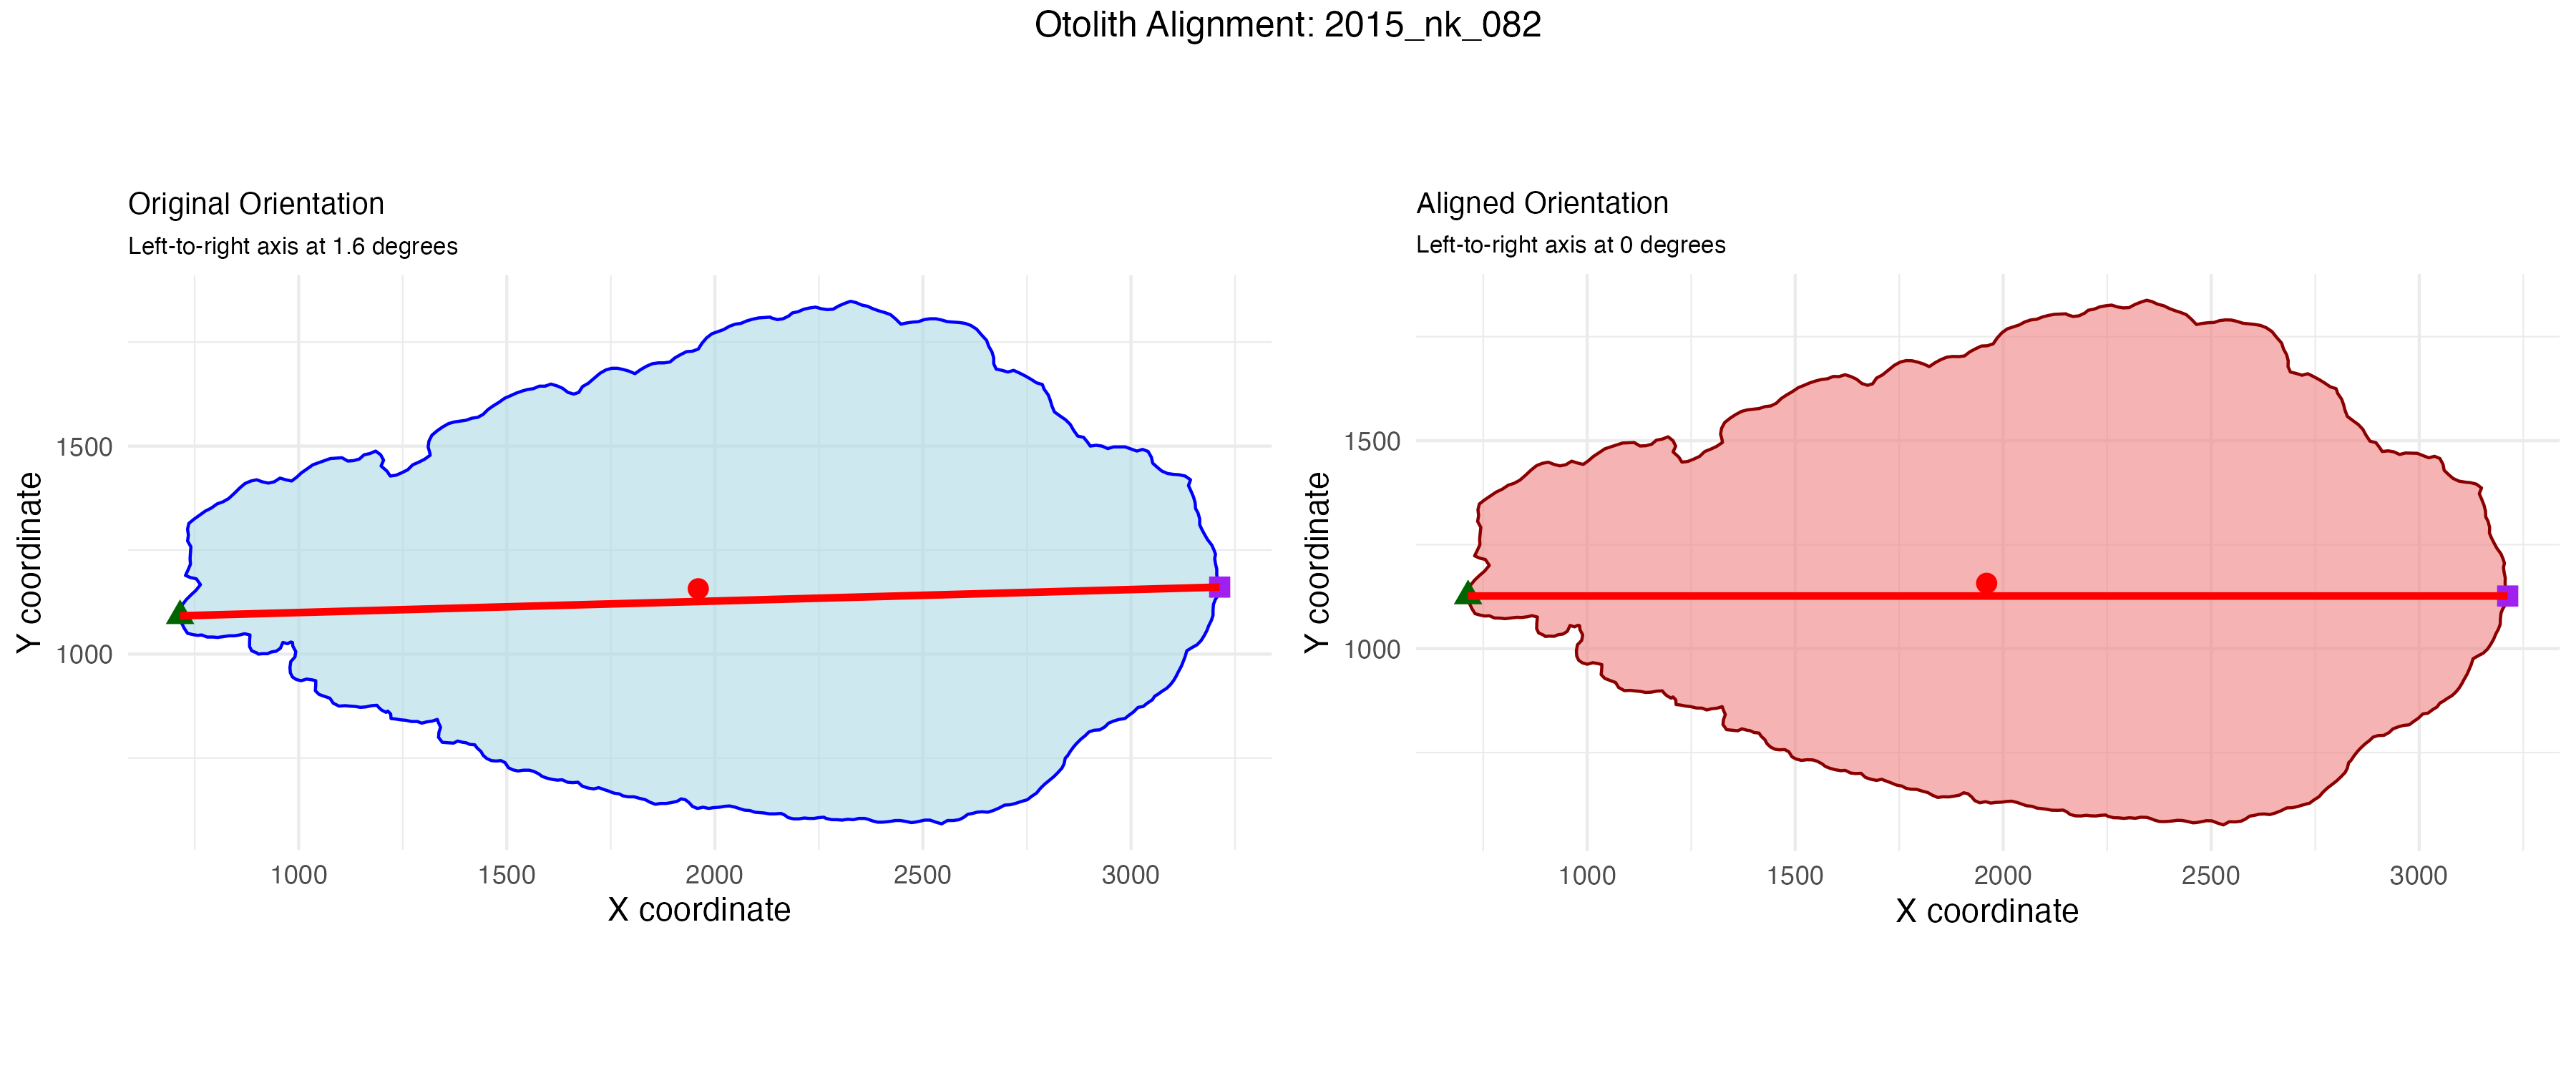 Otolith Alignment: 2015_nk_082
Original Orientation
Left-to-right axis at 1.6 degrees
1500
1000
Y coordinate
1000 1500 2000 2500 3000
X coordinate
Aligned Orientation
Left-to-right axis at 0 degrees
1500
1000
Y coordinate
1000 1500 2000 2500 3000
X coordinate